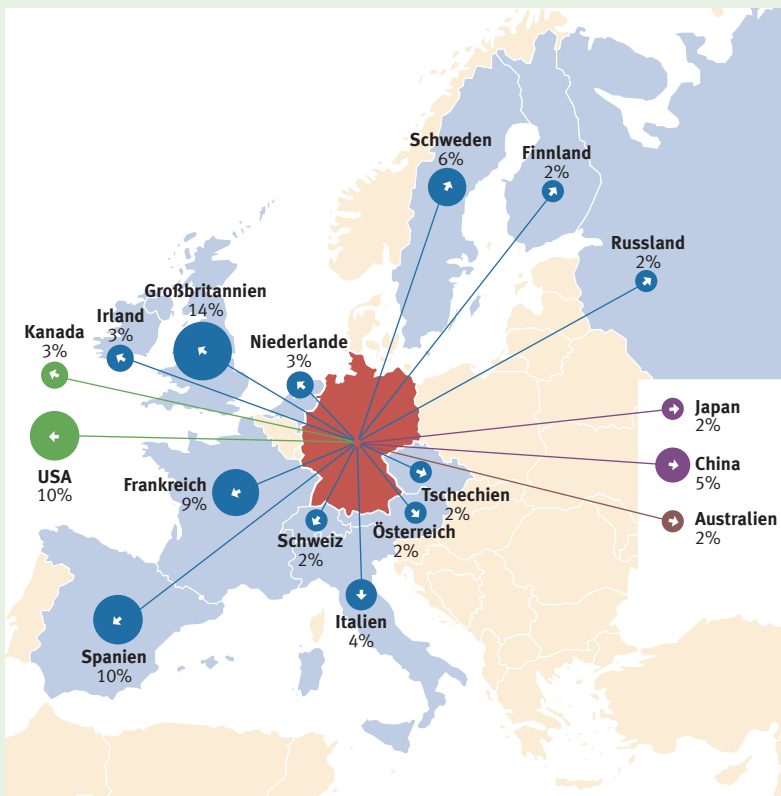 Schweden
6%
Finnland
2%
Russland
2%
Großbritannien
14%
Irland
3%
Kanada
3%
Niederlande
3%
USA
10%
Frankreich
9%
Schweiz
2%
Österreich
2%
Tschechien
2%
Italien
4%
Spanien
10%
Japan
2%
China
5%
Australien
2%